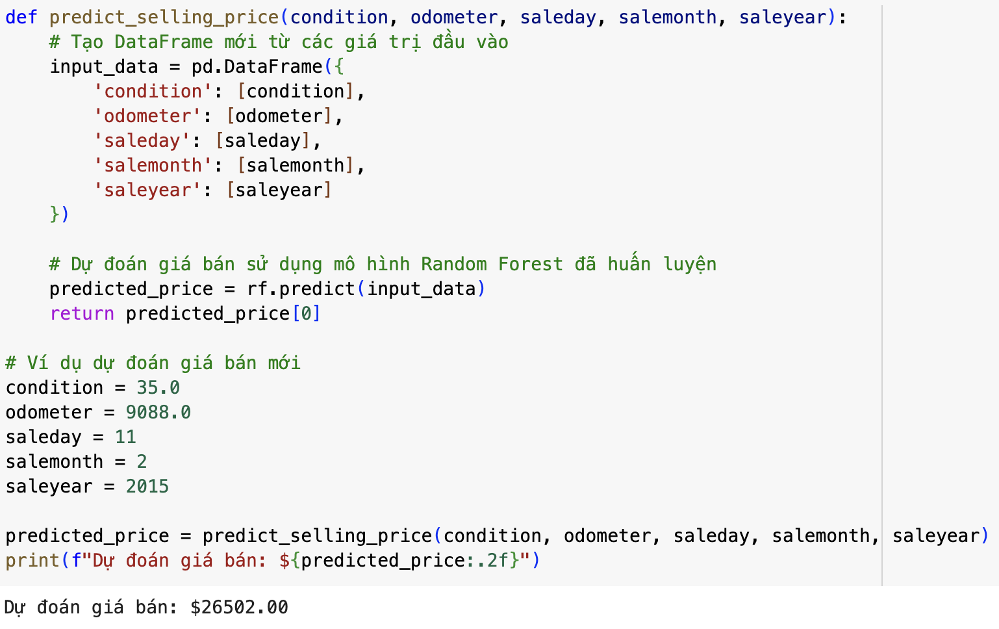 def predict_selling_price(condition, odometer, saleday, salemonth, saleyear):
    # Tạo DataFrame mới từ các giá trị đầu vào
    input_data = pd.DataFrame({
        'condition': [condition],
        'odometer': [odometer],
        'saleday': [saleday],
        'salemonth': [salemonth],
        'saleyear': [saleyear]
    })
    # Dự đoán giá bán sử dụng mô hình Random Forest đã huấn luyện
    predicted_price = rf.predict(input_data)
    return predicted_price[0]
# Ví dụ dự đoán giá bán mới
condition = 35.0
odometer = 9088.0
saleday = 11
salemonth = 2
saleyear = 2015
predicted_price = predict_selling_price(condition, odometer, saleday, salemonth, saleyear)
print(f"Dự đoán giá bán: ${predicted_price:.2f}")
Dự đoán giá bán: $26502.00